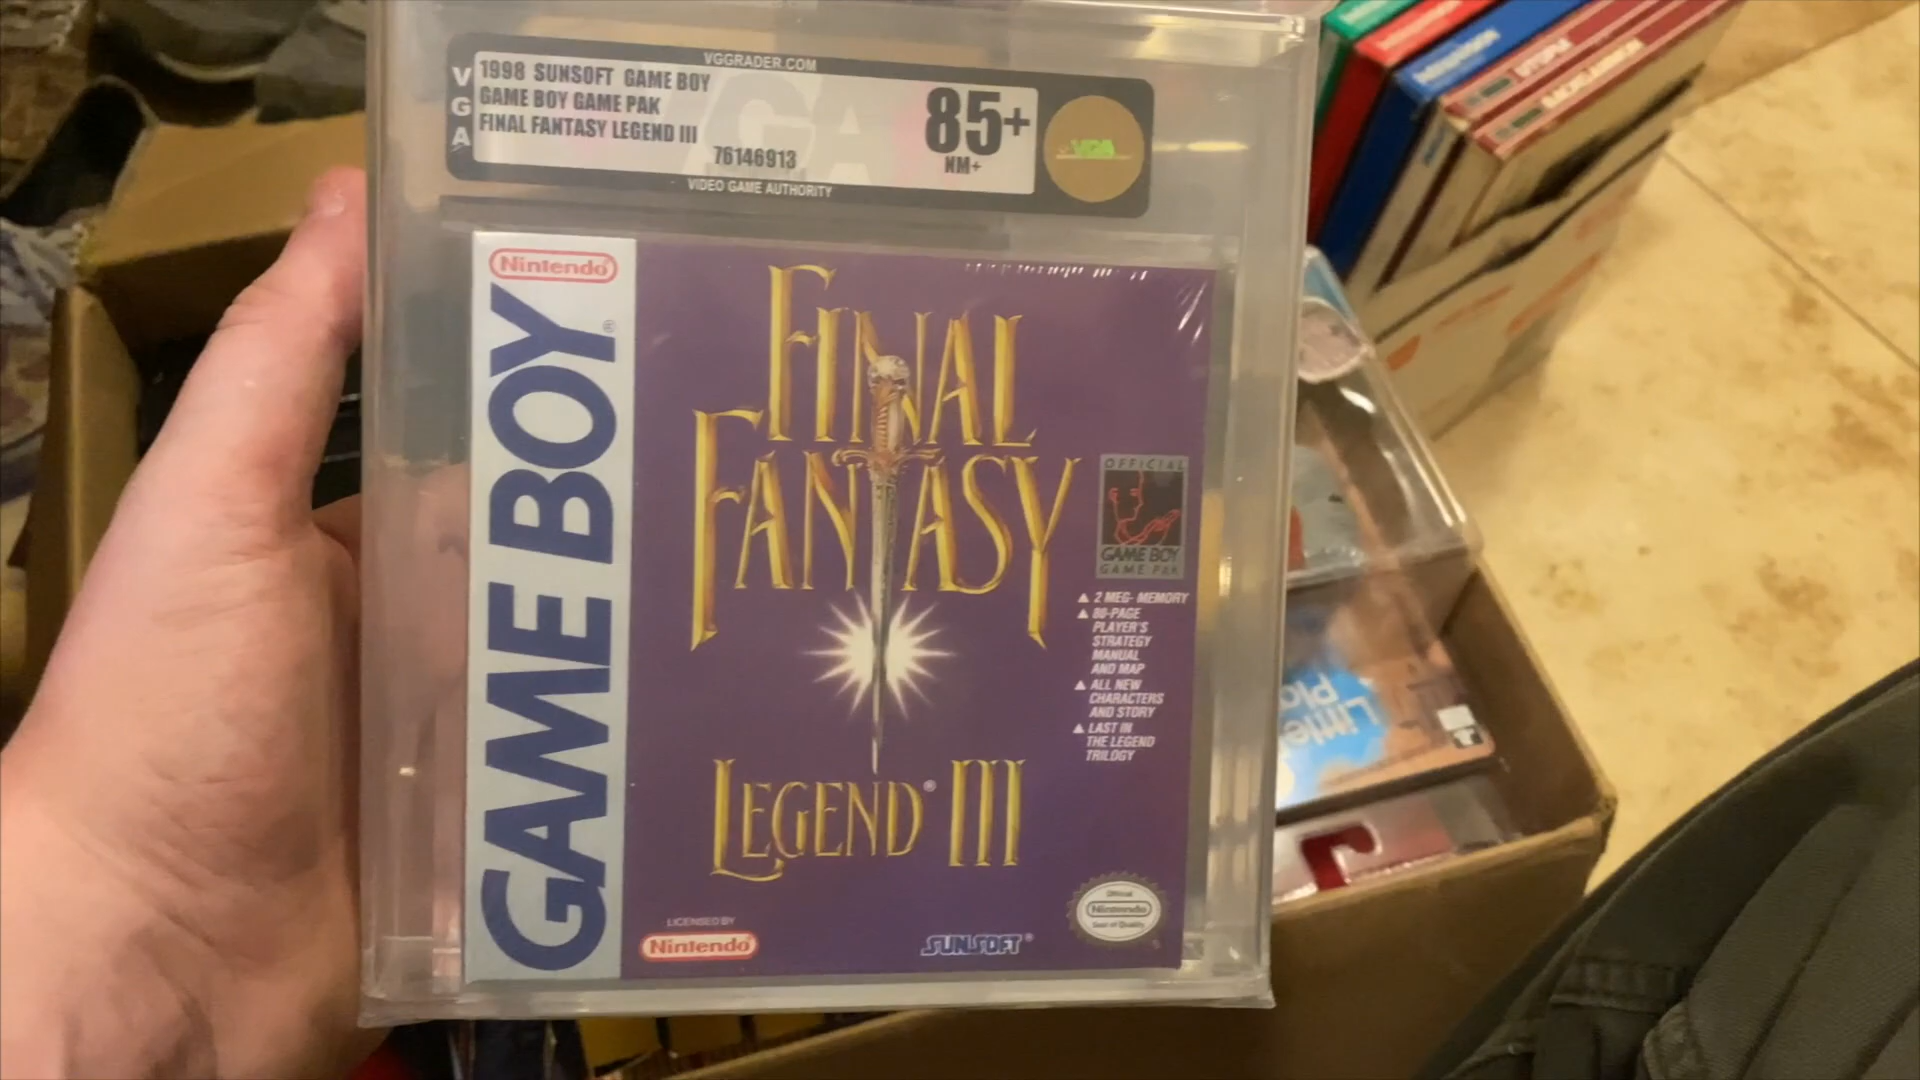 VGGRADER.COM
VGA
1998 SUNSOFT GAME BOY
GAME BOY GAME PAK
FINAL FANTASY LEGEND III
76146913
85+
NM+
VGA
VIDEO GAME AUTHORITY
Nintendo®
GAME BOY®
FINAL
FANTASY
LEGEND® III
OFFICIAL
GAME BOY
GAME PAK
▲ 2 MEG- MEMORY
▲ 80-PAGE
PLAYER'S
STRATEGY
MANUAL
AND MAP
▲ ALL NEW
CHARACTERS
AND STORY
▲ LAST IN
THE LEGEND
TRILOGY
LICENSED BY
Nintendo
SUNSOFT®
Official
Nintendo
Seal of Quality
Little